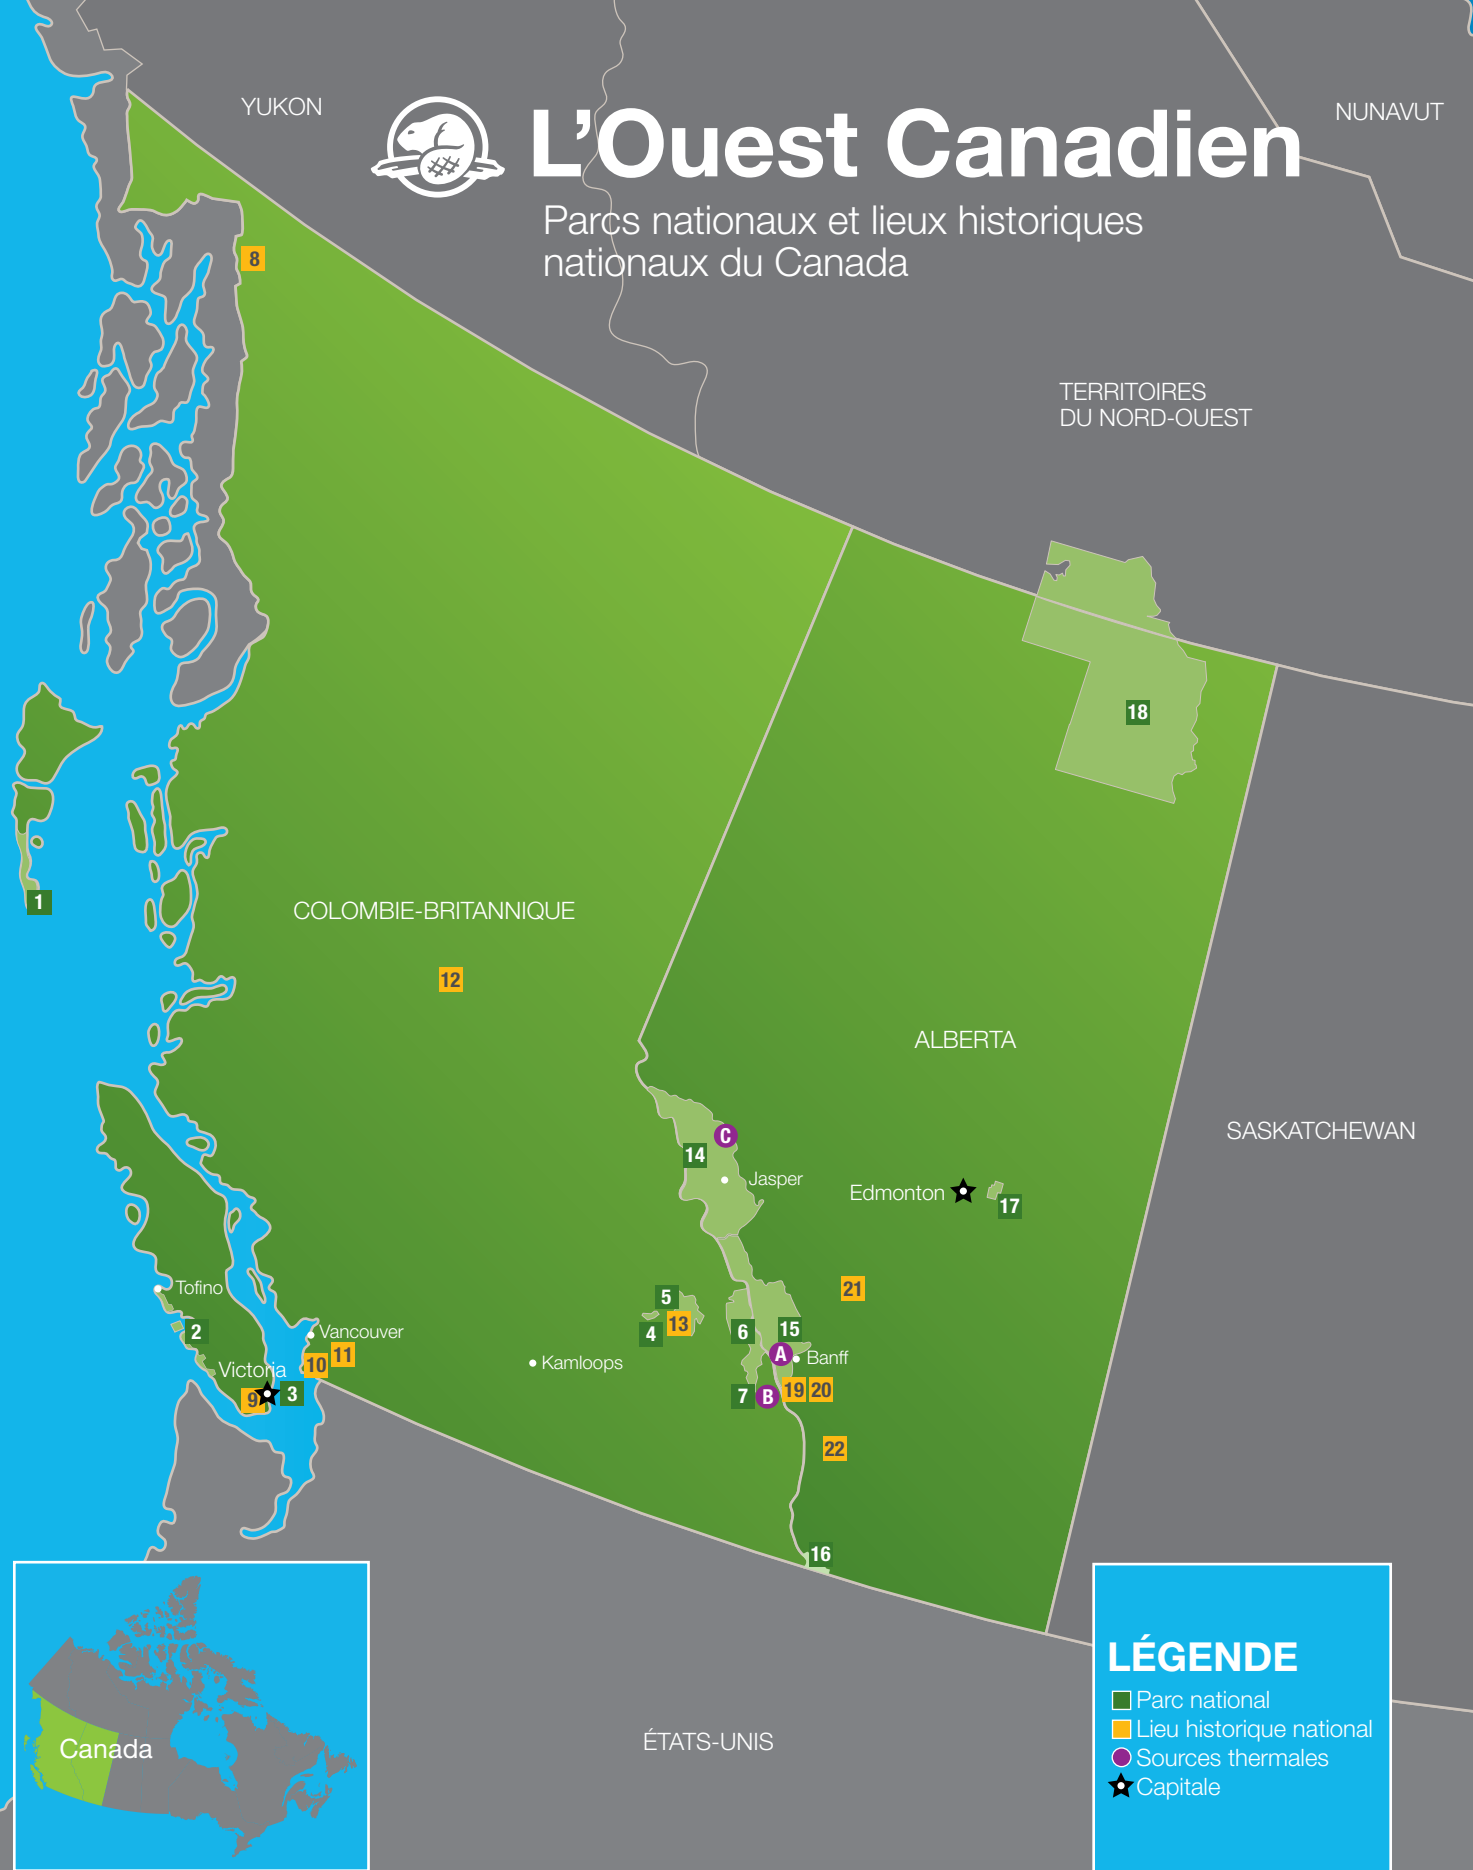 YUKON
NUNAVUT
L’Ouest Canadien
Parcs nationaux et lieux historiques
nationaux du Canada
8
TERRITOIRES
DU NORD-OUEST
18
1
COLOMBIE-BRITANNIQUE
12
ALBERTA
SASKATCHEWAN
C
14
Jasper
Edmonton
17
Tofino
21
5
13
4
6
15
2
Vancouver
11
10
A
Banff
Kamloops
Victoria
9
3
7
B
19
20
22
16
ÉTATS-UNIS
Canada
LÉGENDE
Parc national
Lieu historique national
Sources thermales
Capitale